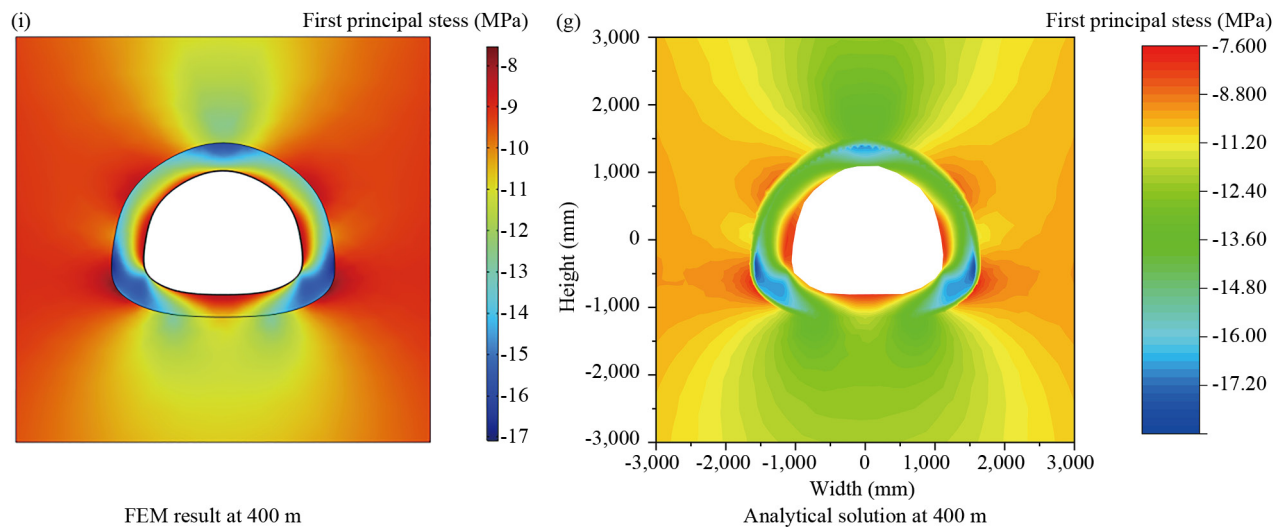 (i)
First principal stess (MPa)
-8
-9
-10
-11
-12
-13
-14
-15
-16
-17
FEM result at 400 m
(g)
First principal stess (MPa)
3,000
2,000
1,000
0
-1,000
-2,000
-3,000
Height (mm)
-3,000 -2,000 -1,000 0 1,000 2,000 3,000
Width (mm)
-7.600
-8.800
-11.20
-12.40
-13.60
-14.80
-16.00
-17.20
Analytical solution at 400 m